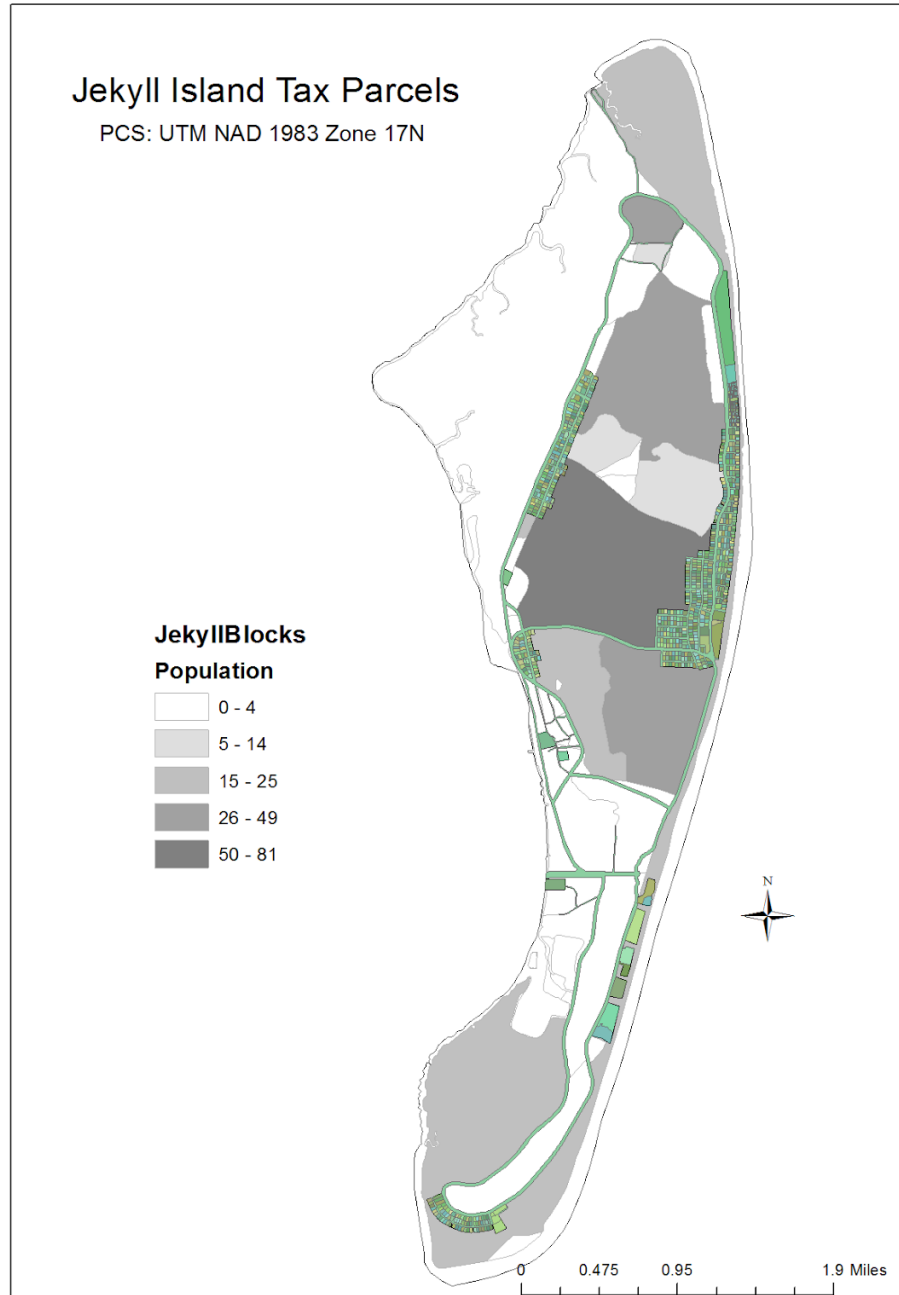 Jekyll Island Tax Parcels
PCS: UTM NAD 1983 Zone 17N
JekyllBlocks
Population
0 - 4
5 - 14
15 - 25
26 - 49
50 - 81
N
0 0.475 0.95 1.9 Miles